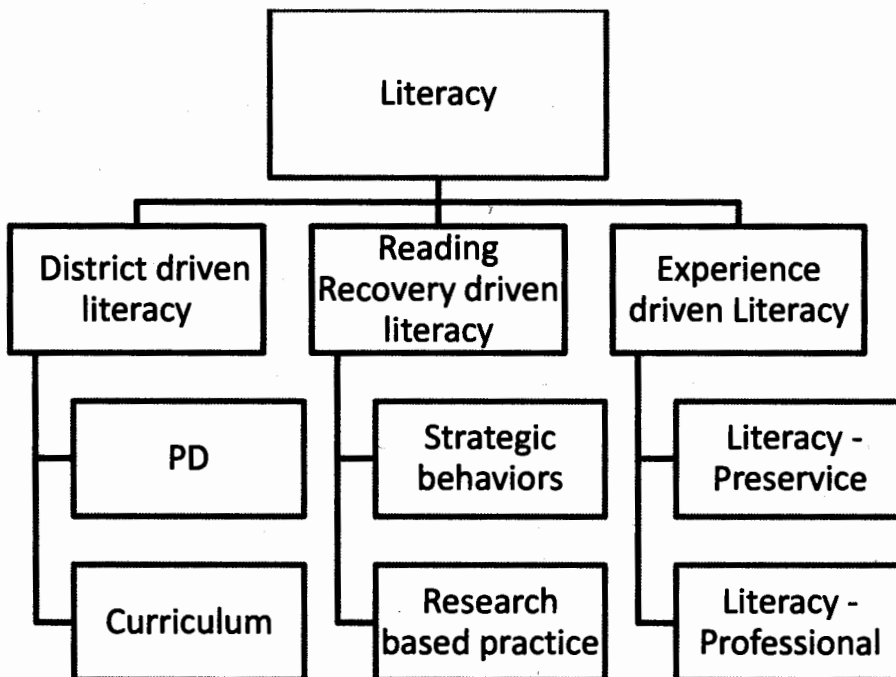 Literacy
District driven
literacy
Reading
Recovery driven
literacy
Experience
driven Literacy
PD
Strategic
behaviors
Literacy -
Preservice
Curriculum
Research
based practice
Literacy -
Professional